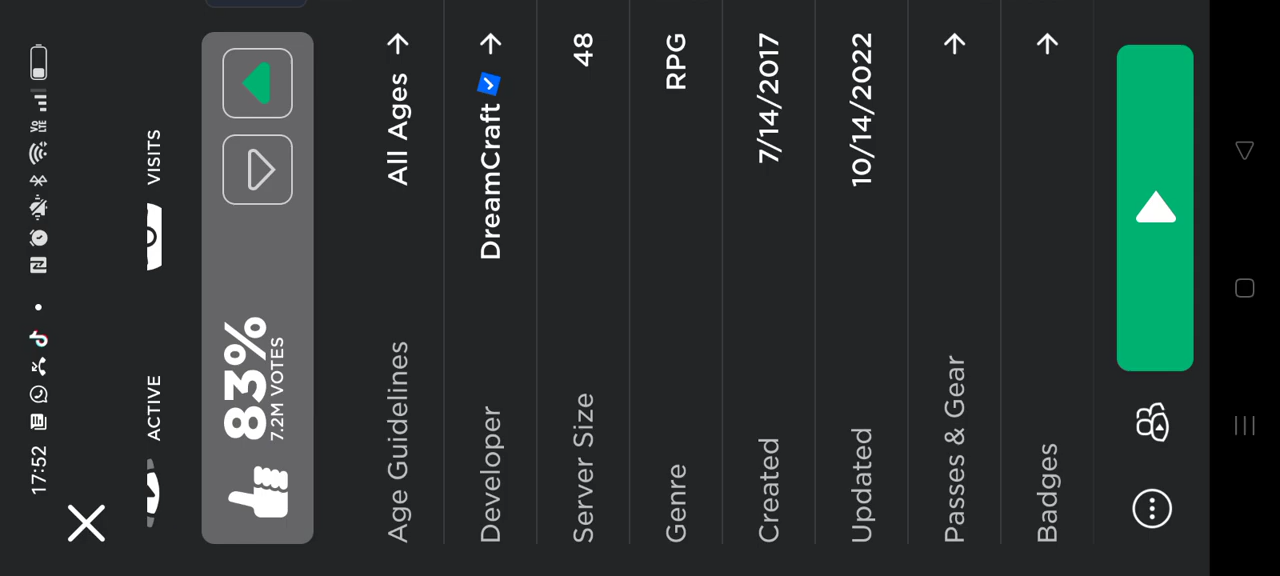 17:52
ACTIVE
VISITS
83%
7.2M VOTES
Age Guidelines All Ages
Developer DreamCraft
Server Size 48
Genre RPG
Created 7/14/2017
Updated 10/14/2022
Passes & Gear
Badges